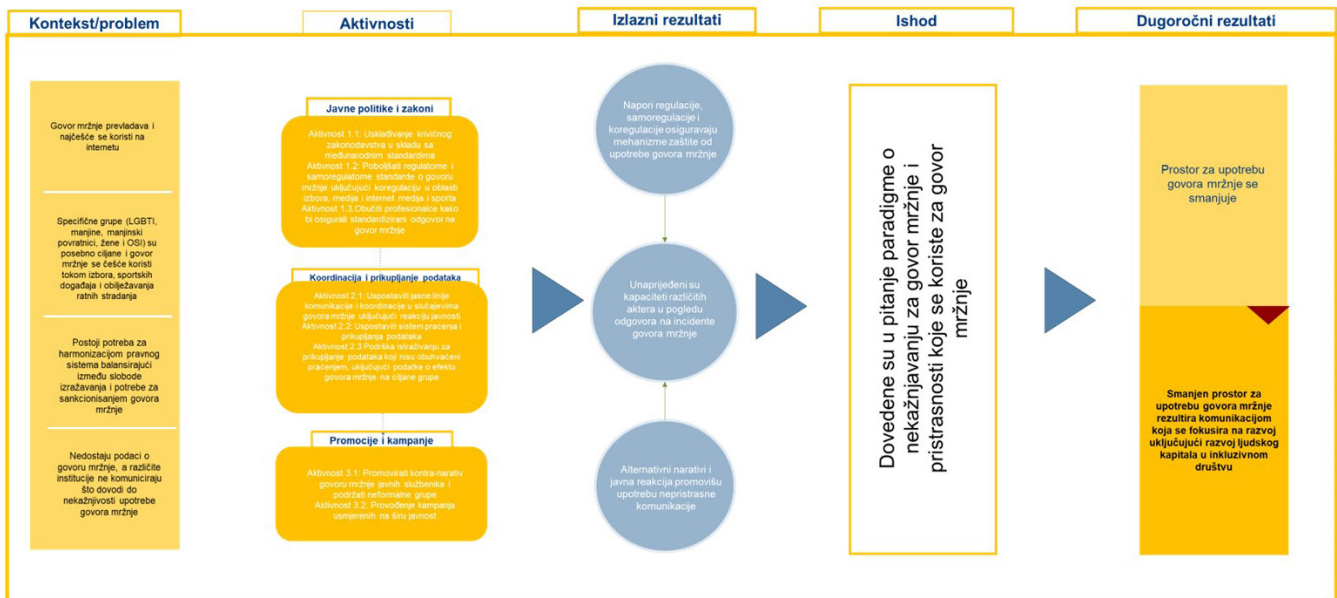 Kontekst/problem
Aktivnosti
Izlazni rezultati
Ishod
Dugoročni rezultati
Govor mržnje prevladava i
najčešće se koristi na
internetu
Specifične grupe (LGBTI,
manjine, manjinski
povratnici, žene i OSI) su
posebno ciljane i govor
mržnje se češće koristi
tokom izbora, sportskih
događaja i obilježavanja
ratnih stradanja
Postoji potreba za
harmonizacijom pravnog
sistema balansirajući
između slobode
izražavanja i potrebe za
sankcionisanjem govora
mržnje
Nedostaju podaci o
govoru mržnje, a različite
institucije ne komuniciraju
što dovodi do
nekažnjivosti upotrebe
govora mržnje
Javne politike i zakoni
Aktivnost 1.1: Usklađivanje krivičnog
zakonodavstva u skladu sa
međunarodnim standardima
Aktivnost 1.2: Poboljšati regulatorne i
samoregulatorne standarde o govoru
mržnje uključujući koregulaciju u oblasti
izbora, medija i internet medija i sporta
Aktivnost 1.3.Obučiti profesionalce kako
bi osigurali standardizirani odgovor na
govor mržnje
Koordinacija i prikupljanje podataka
Aktivnost 2.1: Uspostaviti jasne linije
komunikacije i koordinacije u slučajevima
govora mržnje uključujući reakciju javnosti
Aktivnost 2.2: Uspostaviti sistem praćenja i
prikupljanja podataka
Aktivnost 2.3 Podrška istraživanju za
prikupljanje podataka koji nisu obuhvaćeni
praćenjem, uključujući podatke o efektu
govora mržnje na ciljane grupe
Promocije i kampanje
Aktivnost 3.1: Promovirati kontra-narativ
govoru mržnje javnih službenika i
podržati neformalne grupe
Aktivnost 3.2: Provođenje kampanja
usmjerenih na širu javnost
Napori regulacije,
samoregulacije i
koregulacije osiguravaju
mehanizme zaštite od
upotrebe govora mržnje
Unaprijeđeni su
kapaciteti različitih
aktera u pogledu
odgovora na incidente
govora mržnje
Alternativni narativi i
javna reakcija promovišu
upotrebu nepristrasne
komunikacije
Dovedene su u pitanje paradigme o
nekažnjavanju za govor mržnje i
pristrasnosti koje se koriste za govor
mržnje
Prostor za upotrebu
govora mržnje se
smanjuje
Smanjen prostor za
upotrebu govora mržnje
rezultira komunikacijom
koja se fokusira na razvoj
uključujući razvoj ljudskog
kapitala u inkluzivnom
društvu